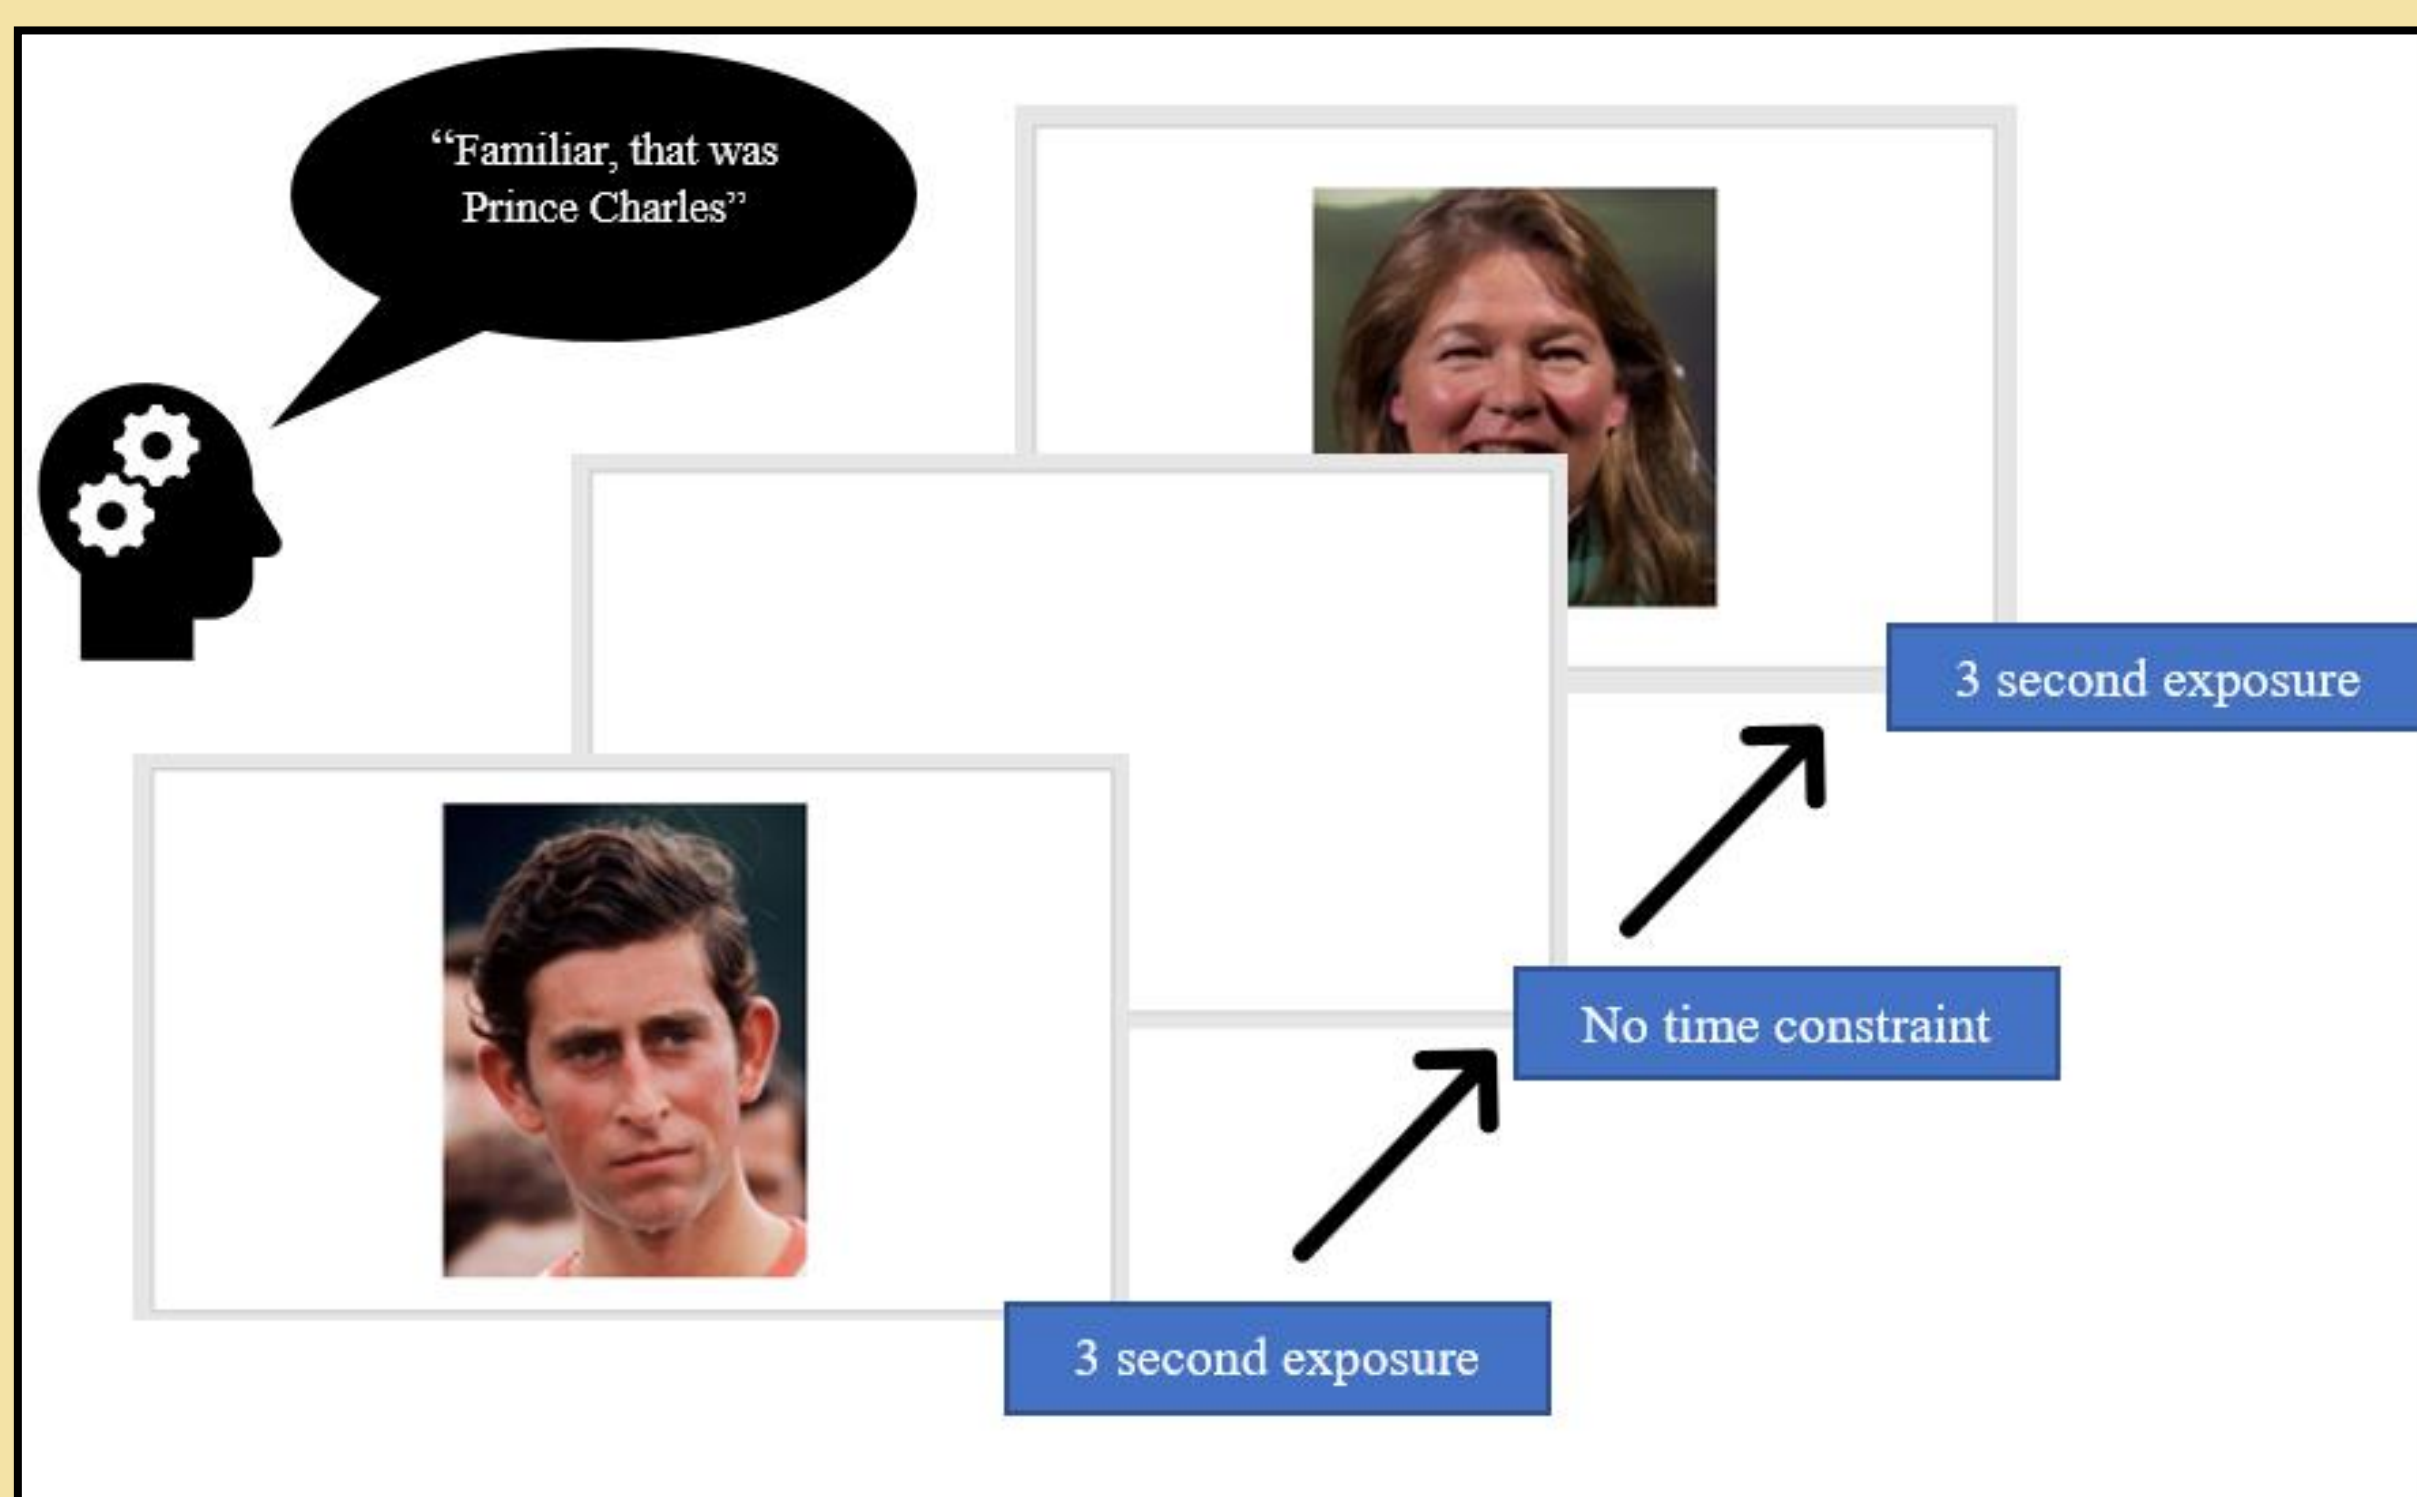 “Familiar, that was
Prince Charles”
3 second exposure
No time constraint
3 second exposure